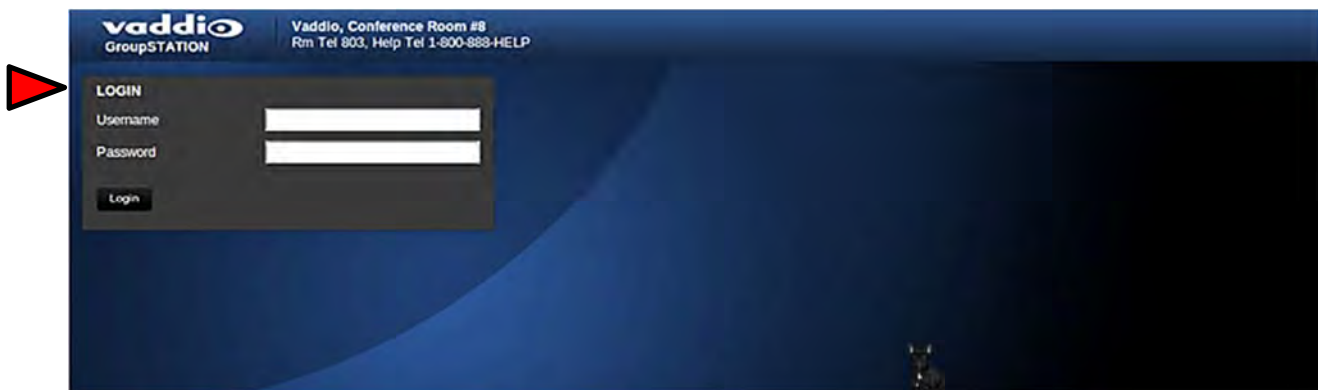 vaddio
GroupSTATION
Vaddio, Conference Room #8
Rm Tel 803, Help Tel 1-800-888-HELP
LOGIN
Username
Password
Login